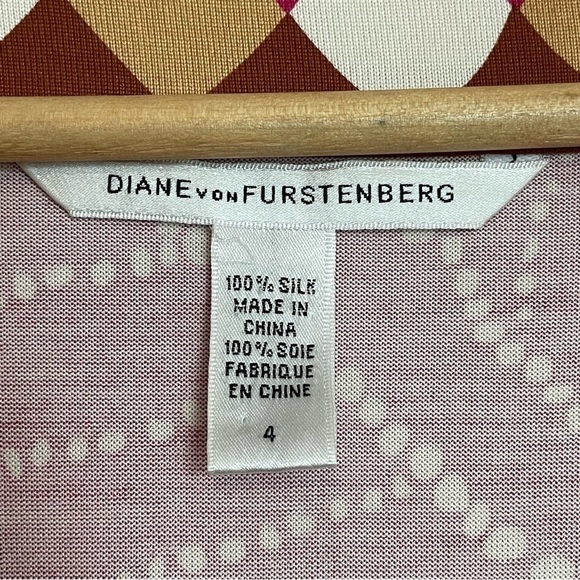 DIANE VON FURSTENBERG
100% SILK
MADE IN
CHINA
100% SOIE
FABRIQUE
EN CHINE
4